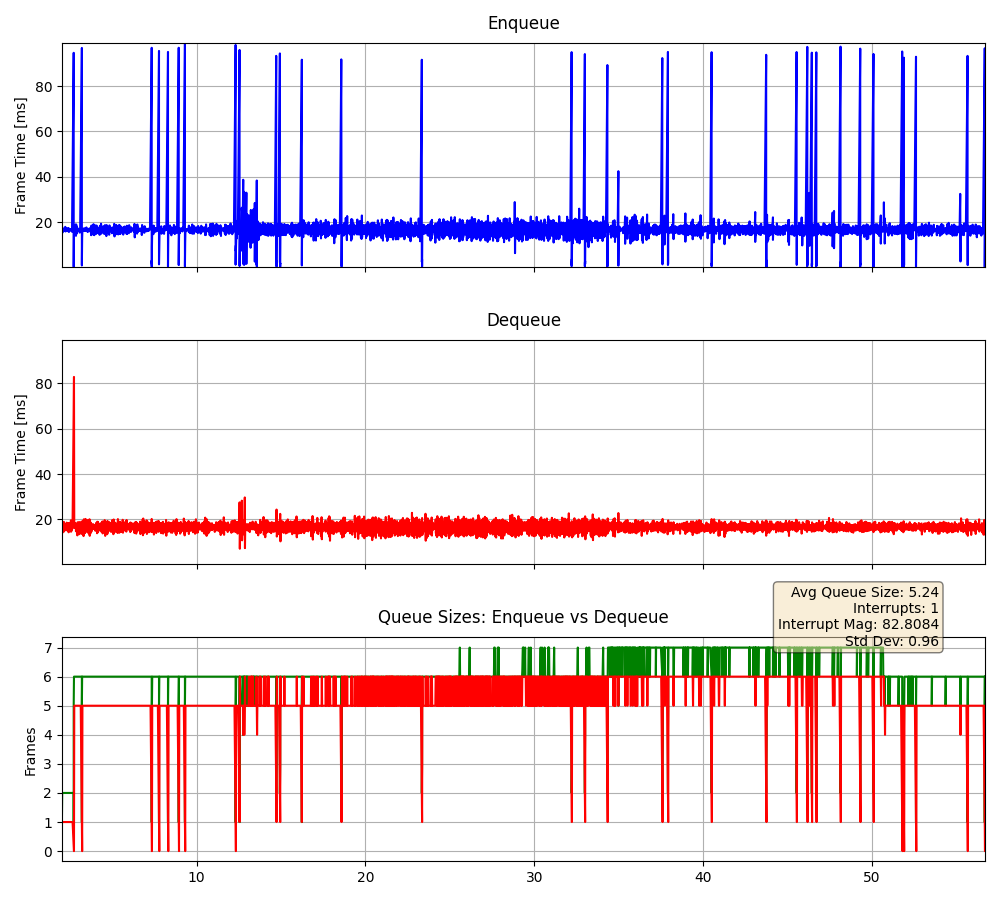 Enqueue
Frame Time [ms]
80
60
40
20
Dequeue
Frame Time [ms]
80
60
40
20
Avg Queue Size: 5.24
Interrupts: 1
Interrupt Mag: 82.8084
Std Dev: 0.96
Queue Sizes: Enqueue vs Dequeue
Frames
7
6
5
4
3
2
1
0
10 20 30 40 50